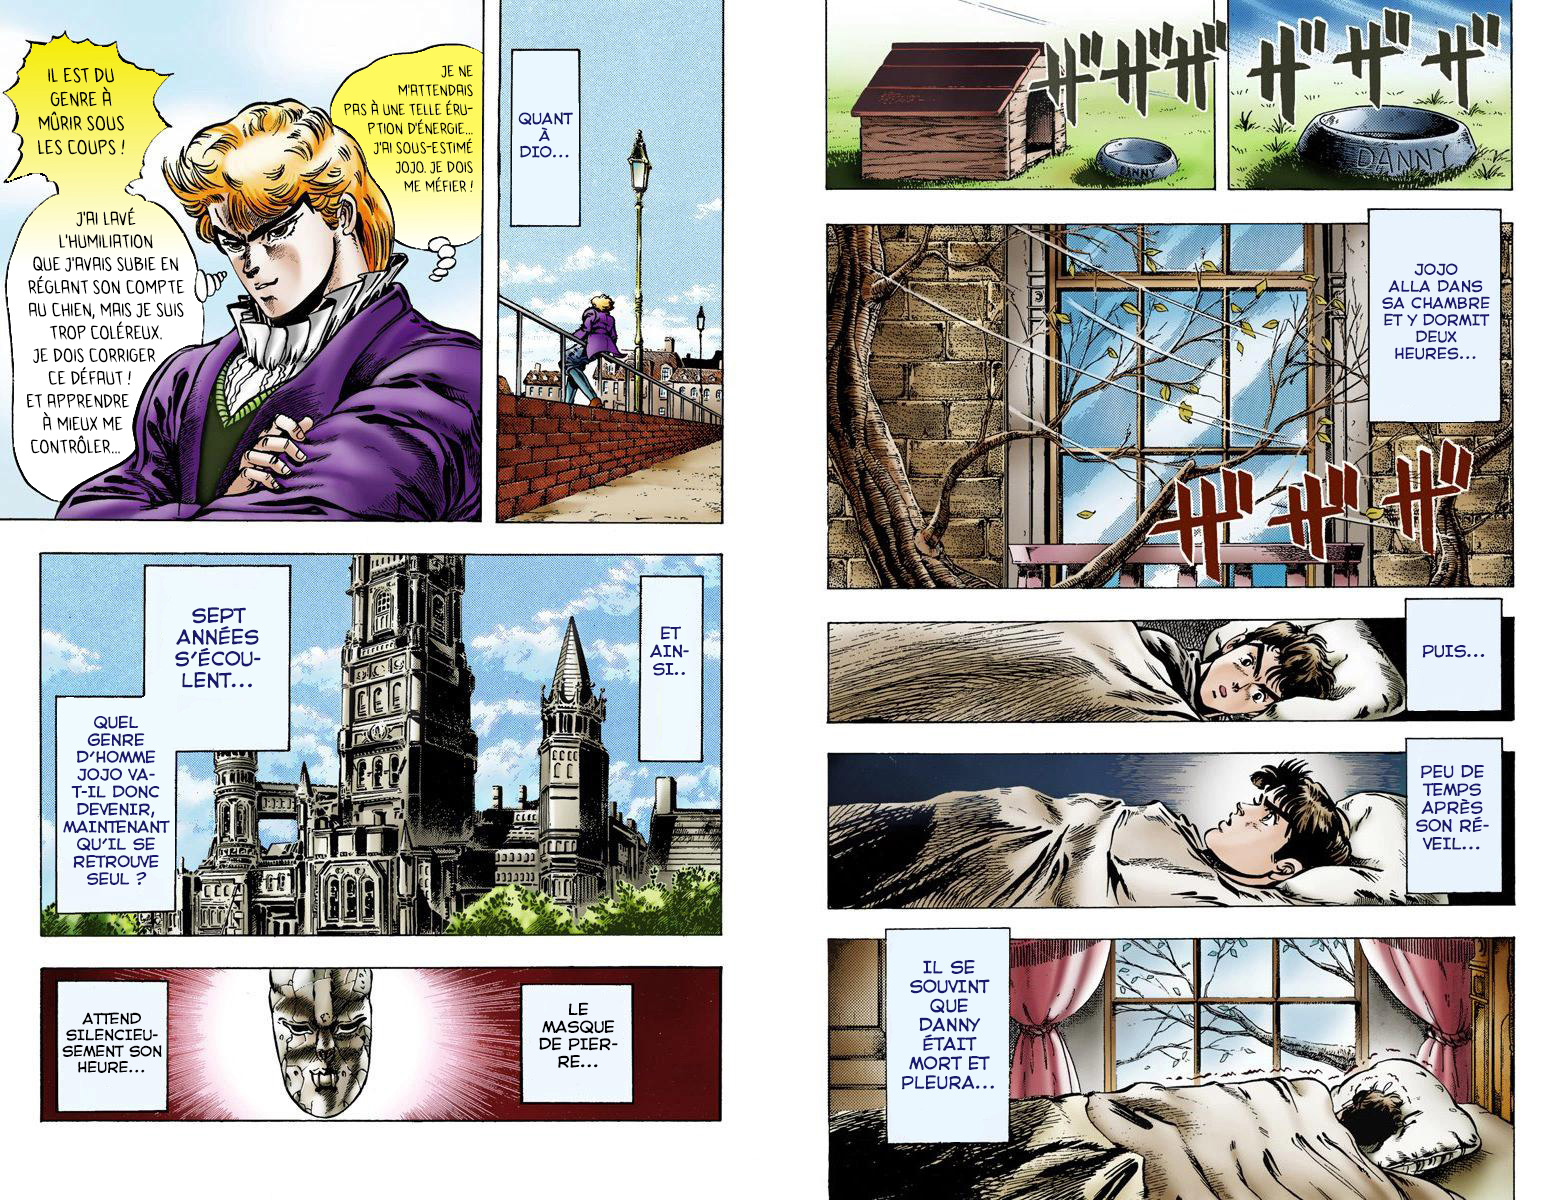 ザザザ
DANNY
ザザザ
DANNY
JOJO
ALLA DANS
SA CHAMBRE
ET Y DORMIT
DEUX
HEURES...
ザザザ
PUIS...
PEU DE
TEMPS
APRÈS
SON RÉ-
VEIL...
IL SE
SOUVINT
QUE
DANNY
ÉTAIT
MORT ET
PLEURA...
QUANT
À
DIO...
JE NE
M'ATTENDAIS
PAS À UNE TELLE ÉRU-
PTION D'ÉNERGIE...
J'AI SOUS-ESTIMÉ
JOJO. JE DOIS
ME MÉFIER !
IL EST DU
GENRE À
MÛRIR SOUS
LES COUPS !
J'AI LAVÉ
L'HUMILIATION
QUE J'AVAIS SUBIE EN
RÉGLANT SON COMPTE
AU CHIEN, MAIS JE SUIS
TROP COLÉREUX.
JE DOIS CORRIGER
CE DÉFAUT !
ET APPRENDRE
À MIEUX ME
CONTRÔLER...
ET
AIN-
SI..
SEPT
ANNÉES
S'ÉCOU-
LENT...
QUEL
GENRE
D'HOMME
JOJO VA-
T-IL DONC
DEVENIR,
MAINTENANT
QU'IL SE
RETROUVE
SEUL ?
LE
MASQUE
DE PIER-
RE...
ATTEND
SILENCIEU-
SEMENT SON
HEURE...